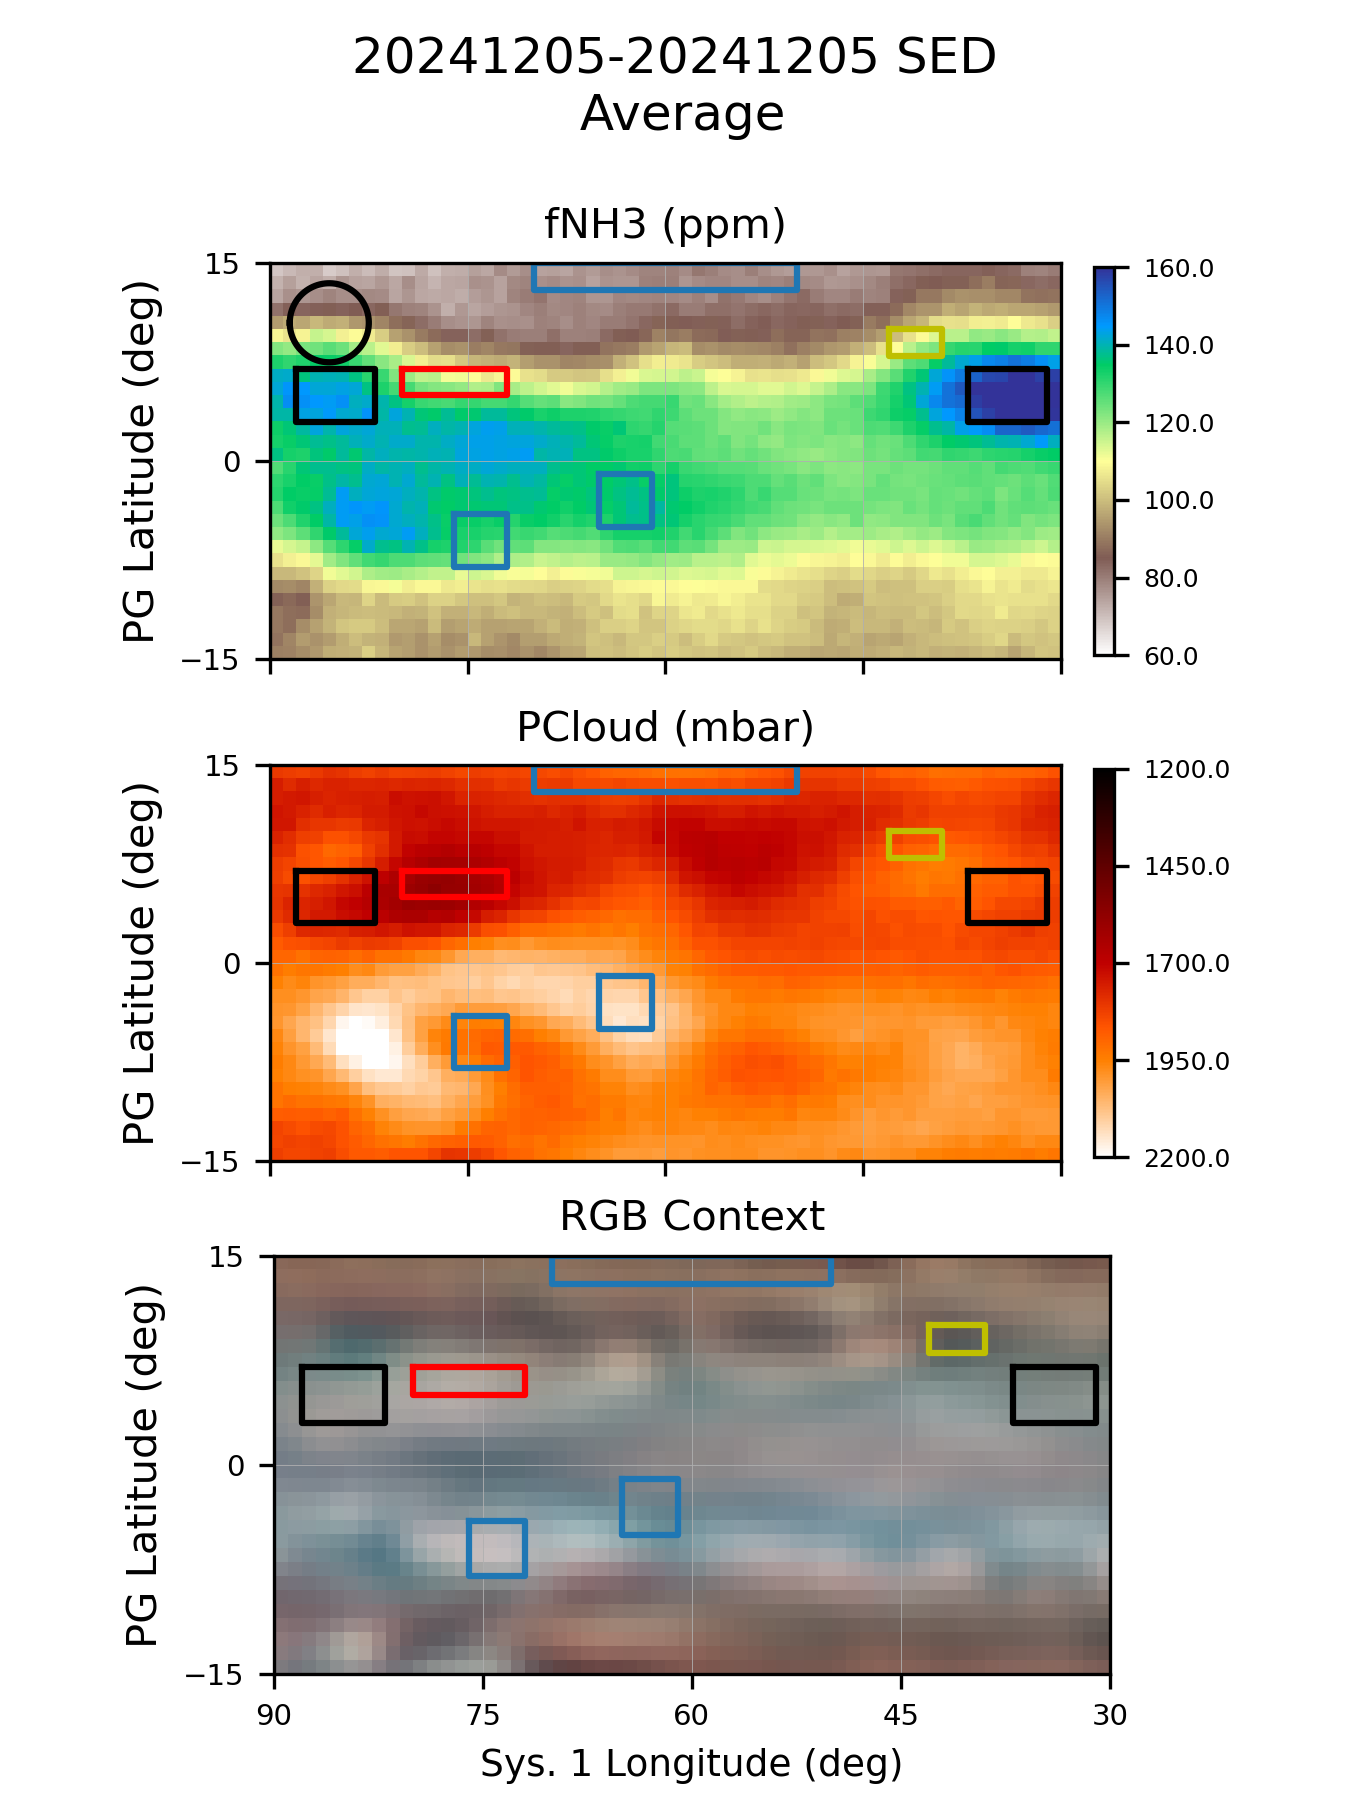 20241205-20241205 SED
Average
fNH3 (ppm)
15
0
−15
PG Latitude (deg)
160.0
140.0
120.0
100.0
80.0
60.0
PCloud (mbar)
15
0
−15
PG Latitude (deg)
1200.0
1450.0
1700.0
1950.0
2200.0
RGB Context
15
0
−15
PG Latitude (deg)
90 75 60 45 30
Sys. 1 Longitude (deg)